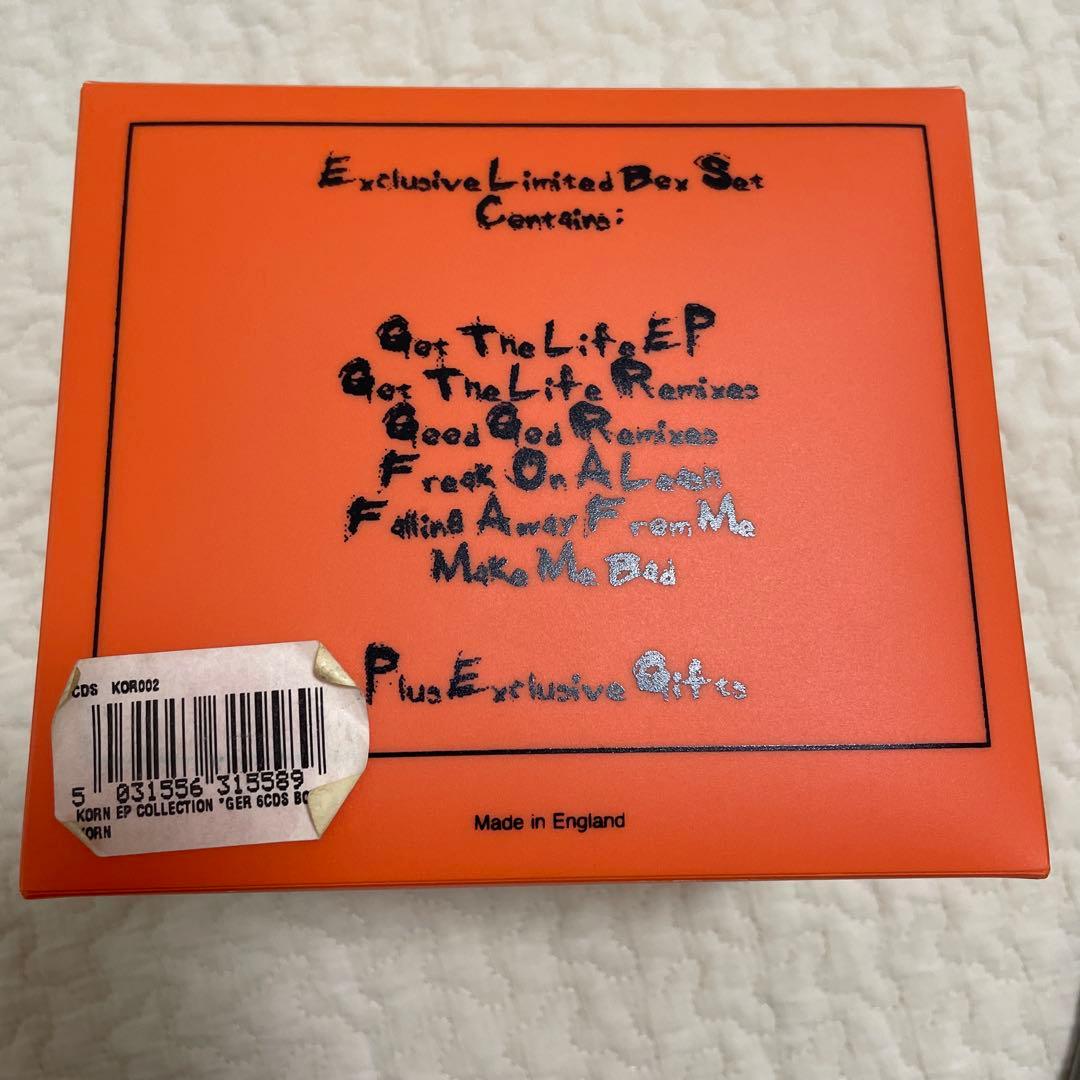 Exclusive Limited Box Set
Contains:
Got The Life EP
Got The Life Remixes
Good God Remixes
Freak On A Leash
Falling Away From Me
Make Me Bad
Plus Exclusive Gifts
CDS KOR002
5 031556 315589
KORN EP COLLECTION "GER 6CDS BO
KORN
Made in England